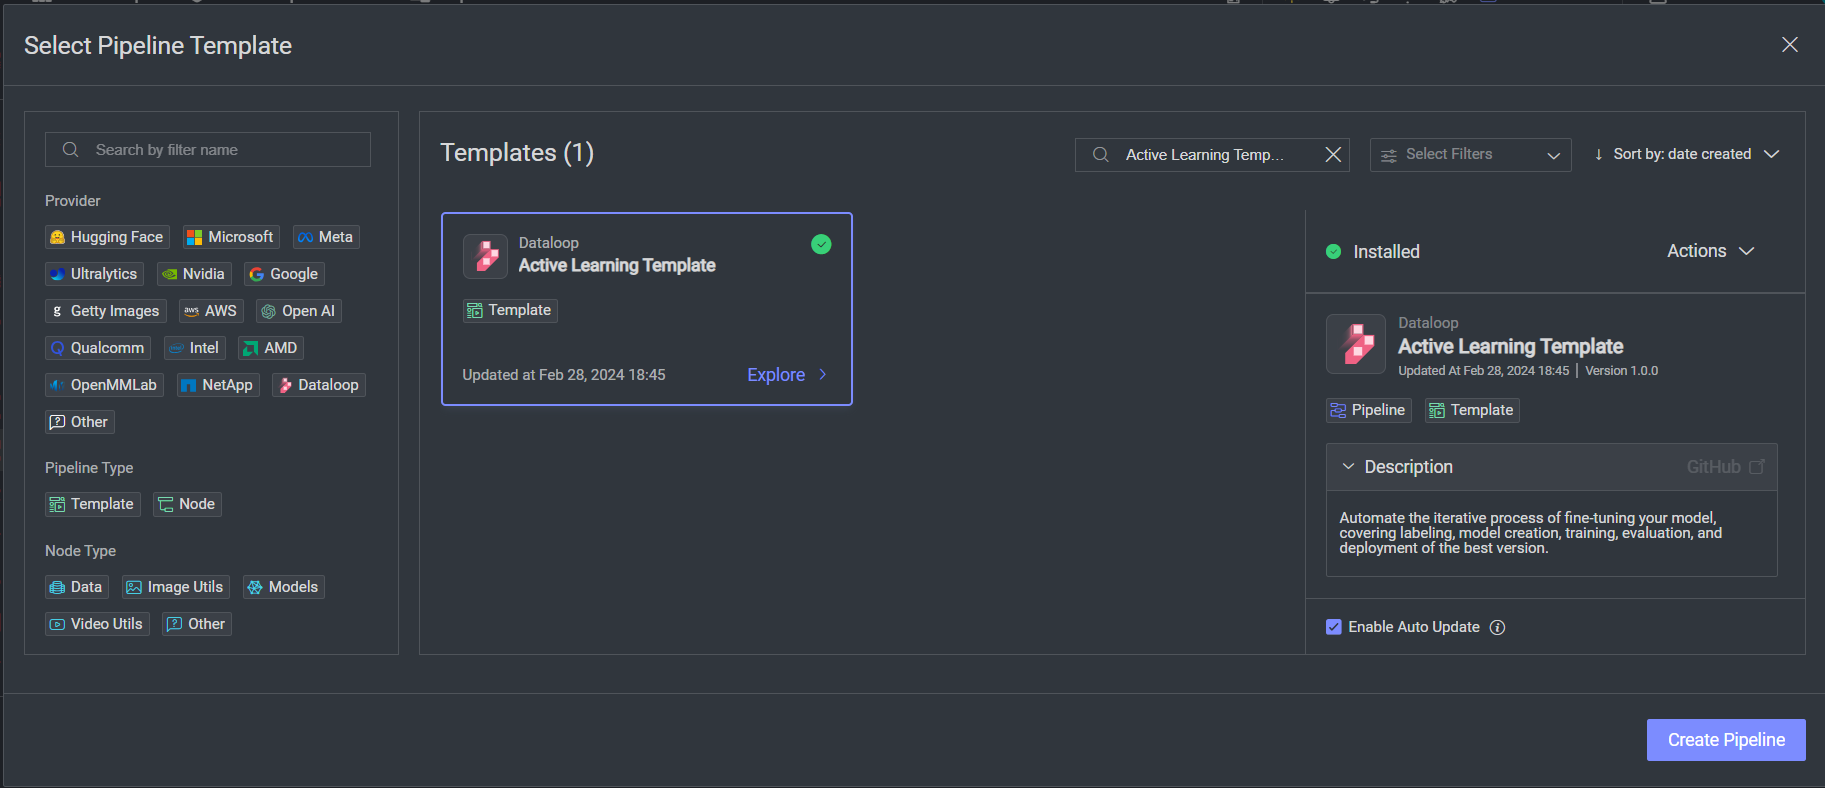 Select Pipeline Template
Search by filter name
Provider
Hugging Face Microsoft Meta
Ultralytics Nvidia Google
g Getty Images aws AWS Open AI
Qualcomm intel Intel AMD
OpenMMLab NetApp Dataloop
? Other
Pipeline Type
Template Node
Node Type
Data Image Utils Models
Video Utils ? Other
Templates (1)
Active Learning Temp...
Select Filters
↓ Sort by: date created
Dataloop
Active Learning Template
Template
Updated at Feb 28, 2024 18:45 Explore >
Installed
Actions
Dataloop
Active Learning Template
Updated At Feb 28, 2024 18:45 | Version 1.0.0
Pipeline Template
Description GitHub
Automate the iterative process of fine-tuning your model,
covering labeling, model creation, training, evaluation, and
deployment of the best version.
Enable Auto Update i
Create Pipeline